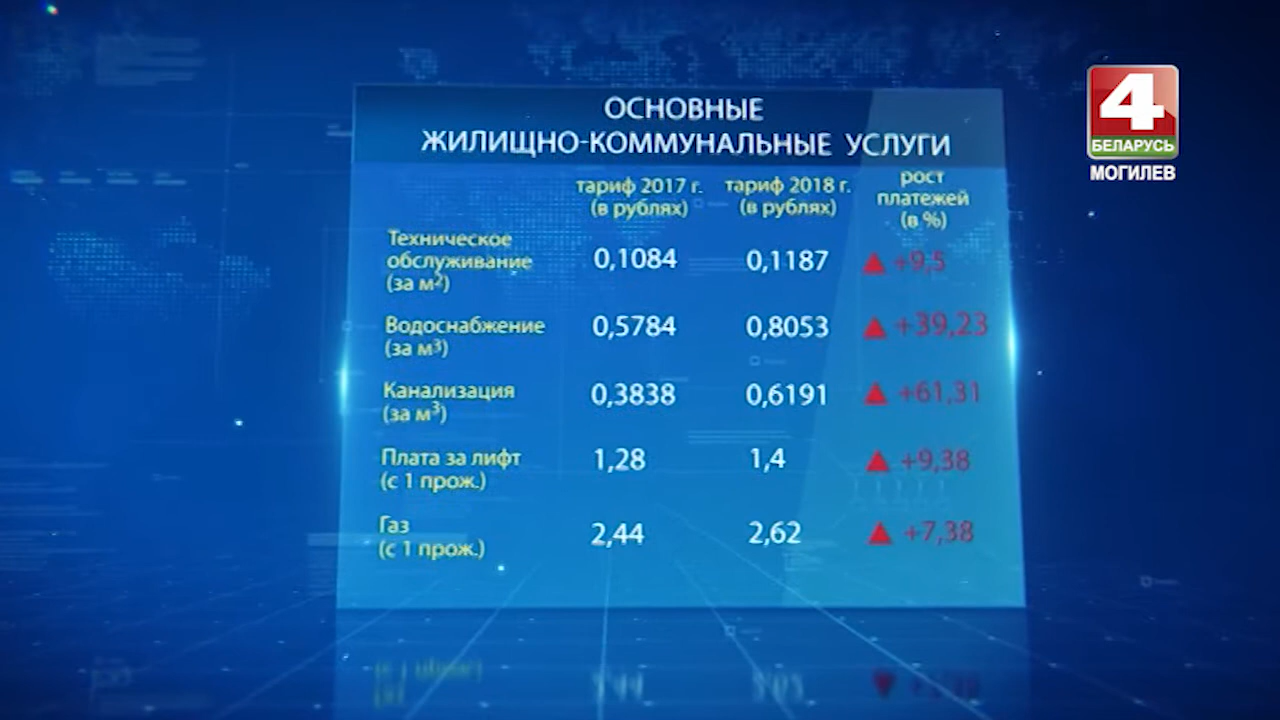 ОСНОВНЫЕ
ЖИЛИЩНО-КОММУНАЛЬНЫЕ УСЛУГИ
4
БЕЛАРУСЬ
МОГИЛЕВ
тариф 2017 г.
(в рублях)
тариф 2018 г.
(в рублях)
рост
платежей
(в %)
Техническое
обслуживание
(за м²)
0,1084
0,1187
+9,5
Водоснабжение
(за м³)
0,5784
0,8053
+39,23
Канализация
(за м³)
0,3838
0,6191
+61,31
Плата за лифт
(с 1 прож.)
1,28
1,4
+9,38
Газ
(с 1 прож.)
2,44
2,62
+7,38